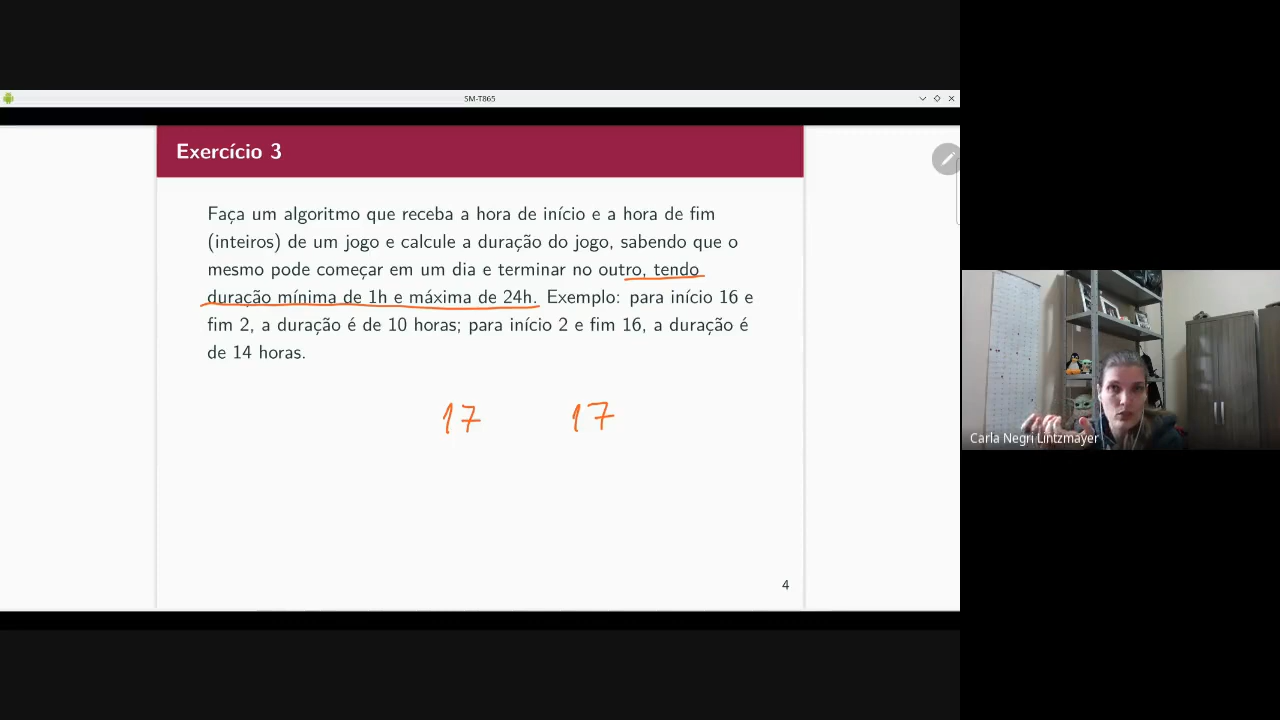 SM-T865
Exercício 3
Faça um algoritmo que receba a hora de início e a hora de fim
(inteiros) de um jogo e calcule a duração do jogo, sabendo que o
mesmo pode começar em um dia e terminar no outro, tendo
duração mínima de 1h e máxima de 24h. Exemplo: para início 16 e
fim 2, a duração é de 10 horas; para início 2 e fim 16, a duração é
de 14 horas.
17 17
4
Carla Negri Lintzmayer